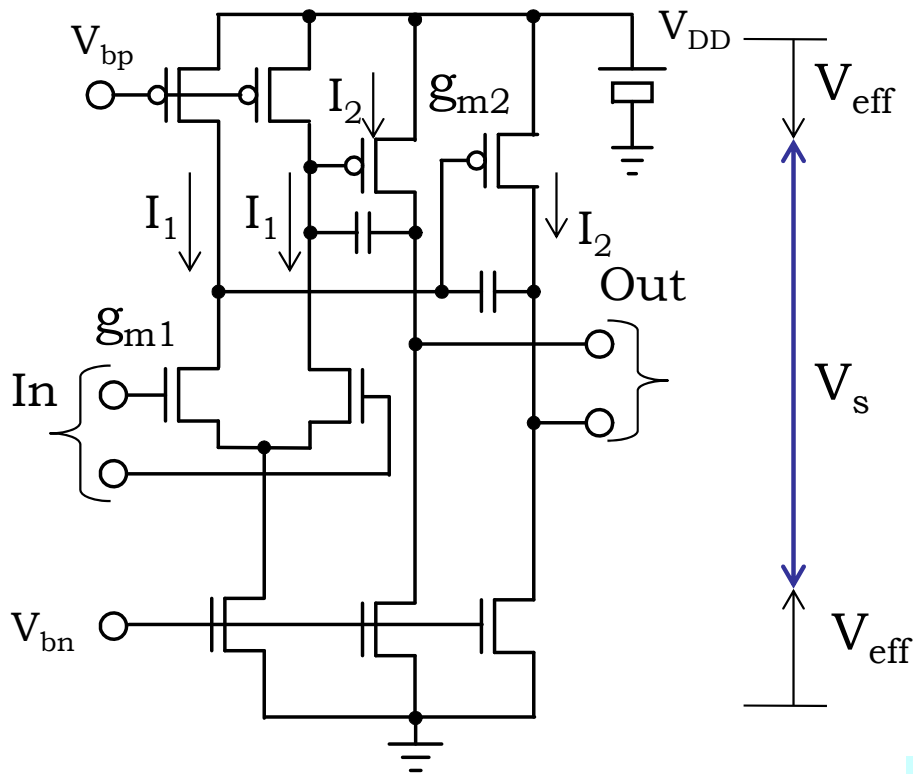 V_bp
V_DD
V_eff
I_2
g_m2
I_1
I_1
I_2
Out
g_m1
In
V_s
V_bn
V_eff